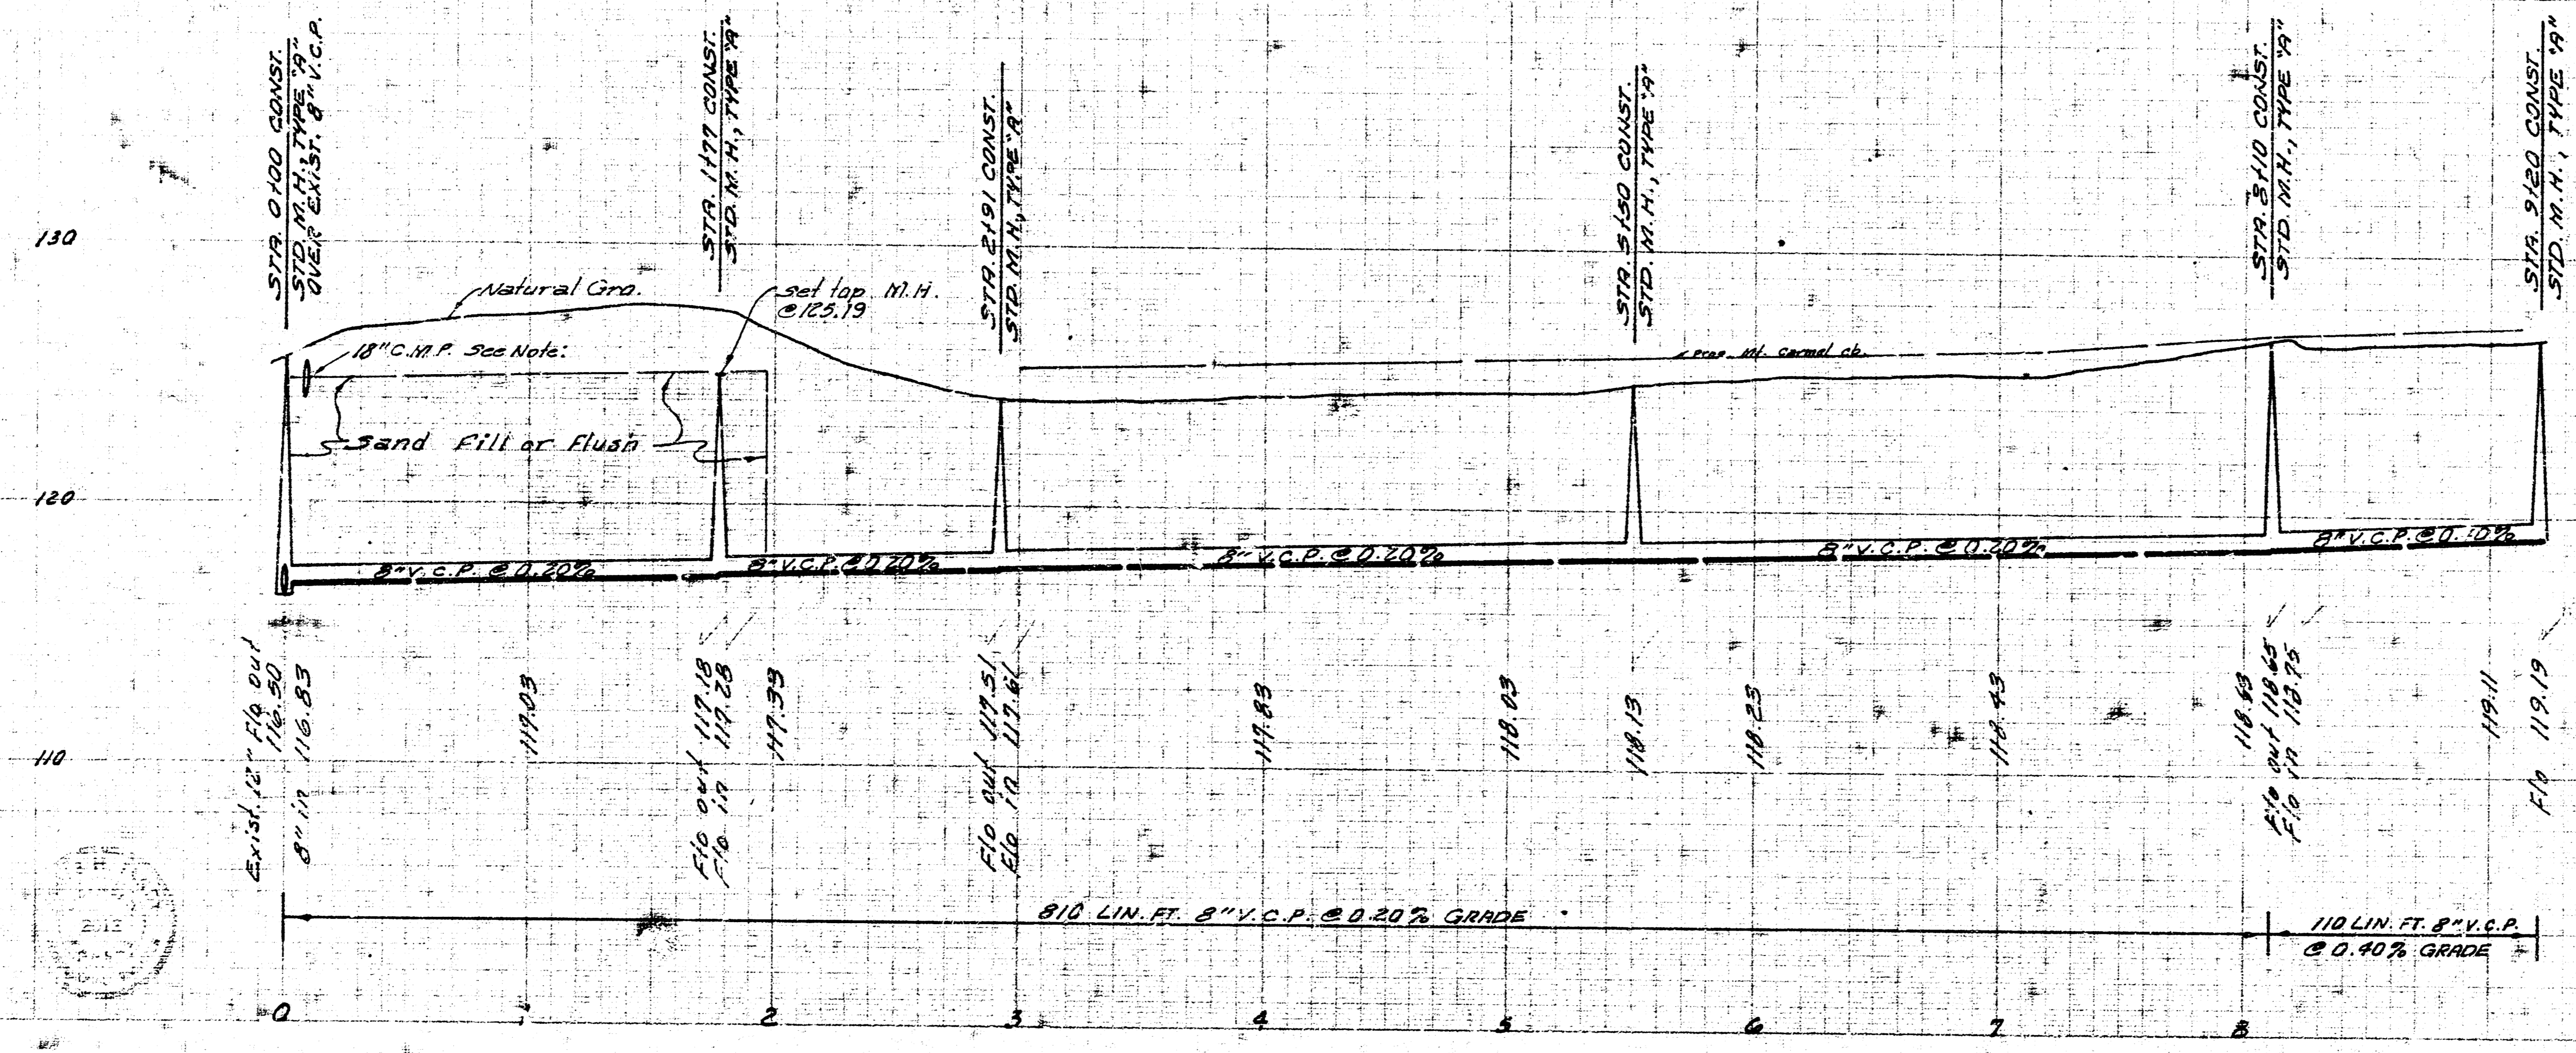 STA. 0+00 CONST.
STD. M.H., TYPE "A"
OVER EXIST. 8" V.C.P.
STA. 1+77 CONST.
STD. M.H., TYPE "A"
STA. 2+91 CONST.
STD. M.H., TYPE "A"
STA. 5+50 CONST.
STD. M.H., TYPE "A"
STA. 8+10 CONST.
STD. M.H., TYPE "A"
STA. 9+20 CONST.
STD. M.H., TYPE "A"
130
Natural Gro.
set top M.H.
@ 125.19
18" C.M.P. See Note:
Prop. Mt. Carmel cb.
Sand Fill or Flush
120
8" V.C.P. @ 0.20%
8" V.C.P. @ 0.20%
8" V.C.P. @ 0.20%
8" V.C.P. @ 0.20%
8" V.C.P. @ 0.40%
Exist. 12" Flo out
116.50
8" in 116.83
117.03
Flo out 117.18
Flo in 117.28
117.33
Flo out 117.51
Flo in 117.61
117.83
118.03
118.13
118.23
118.43
118.63
Flo out 118.65
Flo in 118.75
119.11
Flo 119.19
110
810 LIN. FT. 8" V.C.P. @ 0.20% GRADE
110 LIN. FT. 8" V.C.P.
@ 0.40% GRADE
0
1
2
3
4
5
6
7
8